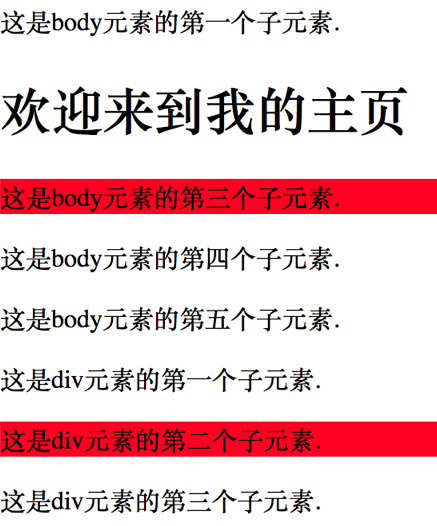 这是body元素的第一个子元素.
欢迎来到我的主页
这是body元素的第三个子元素.
这是body元素的第四个子元素.
这是body元素的第五个子元素.
这是div元素的第一个子元素.
这是div元素的第二个子元素.
这是div元素的第三个子元素.